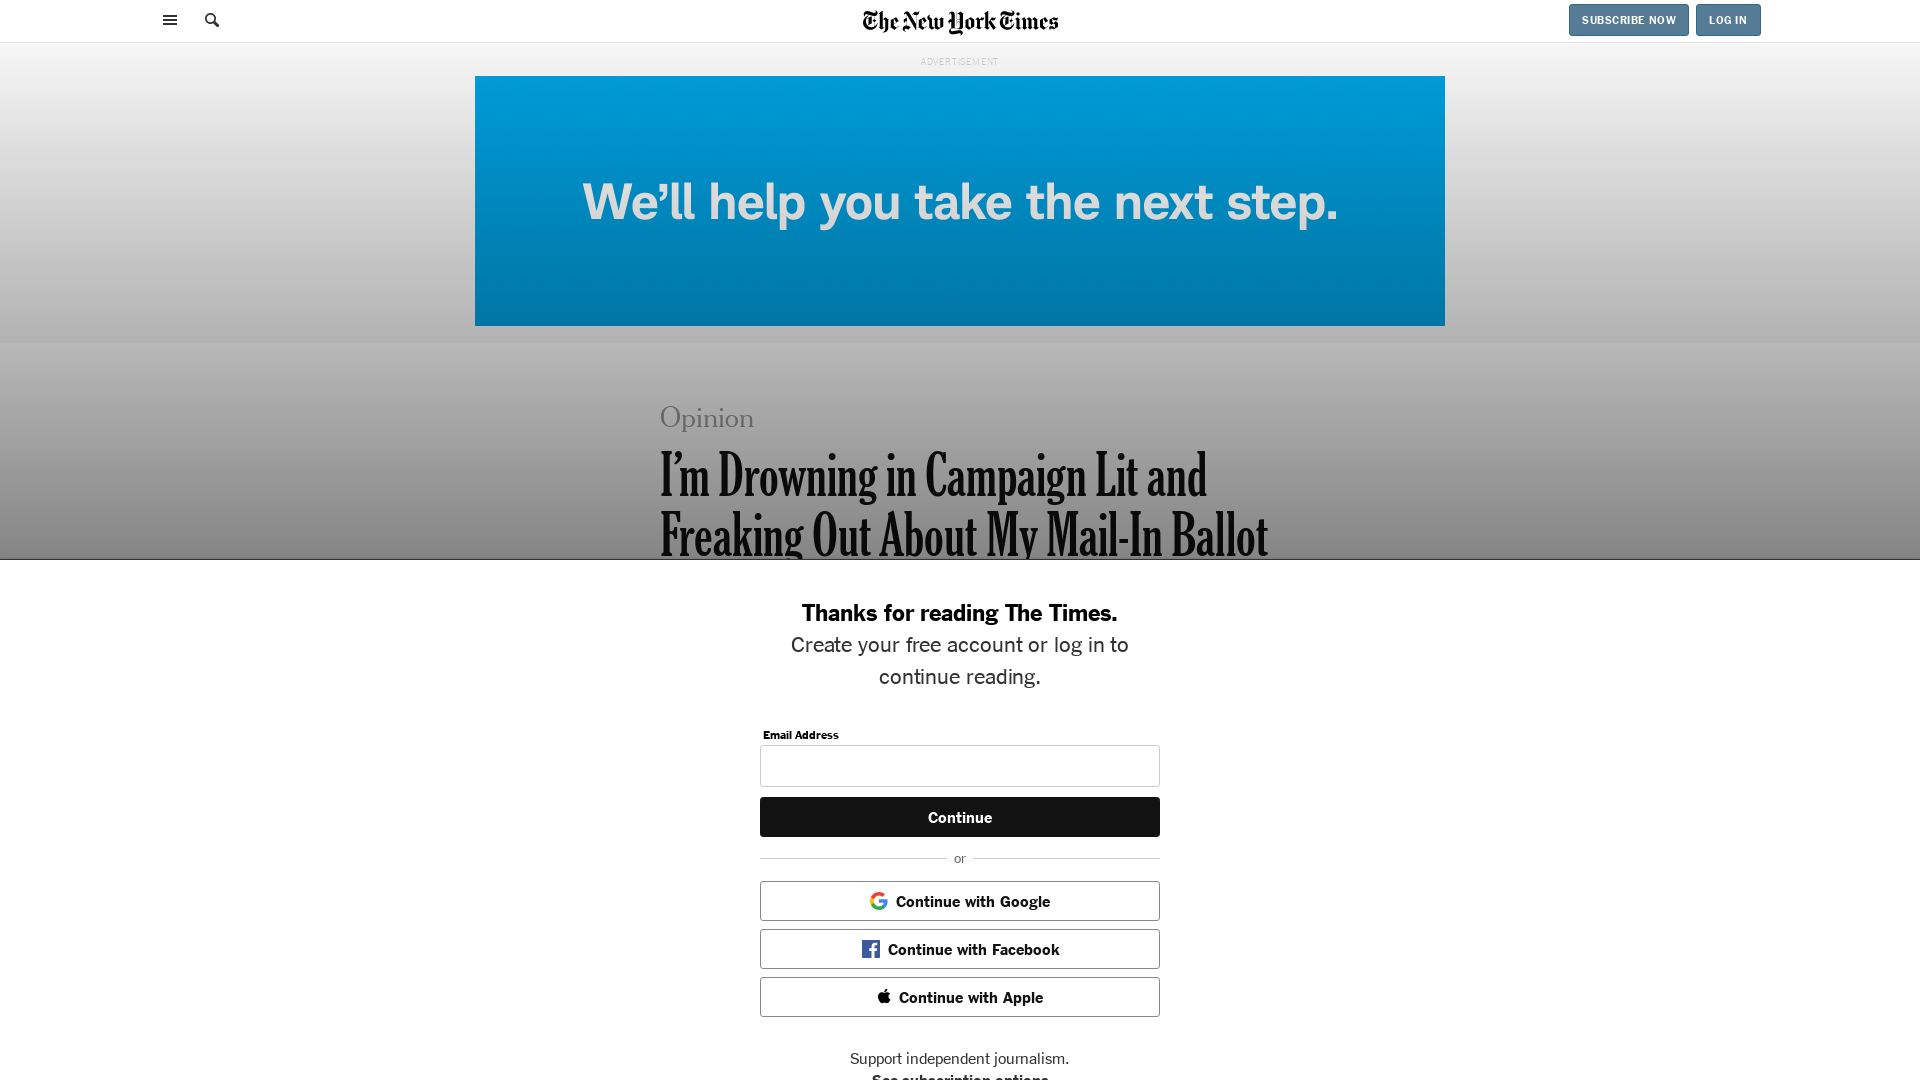 The New York Times
SUBSCRIBE NOW
LOG IN
ADVERTISEMENT
We’ll help you take the next step.
Opinion
I’m Drowning in Campaign Lit and
Freaking Out About My Mail-In Ballot
Thanks for reading The Times.
Create your free account or log in to
continue reading.
Email Address
Continue
or
Continue with Google
Continue with Facebook
Continue with Apple
Support independent journalism.
See subscription options